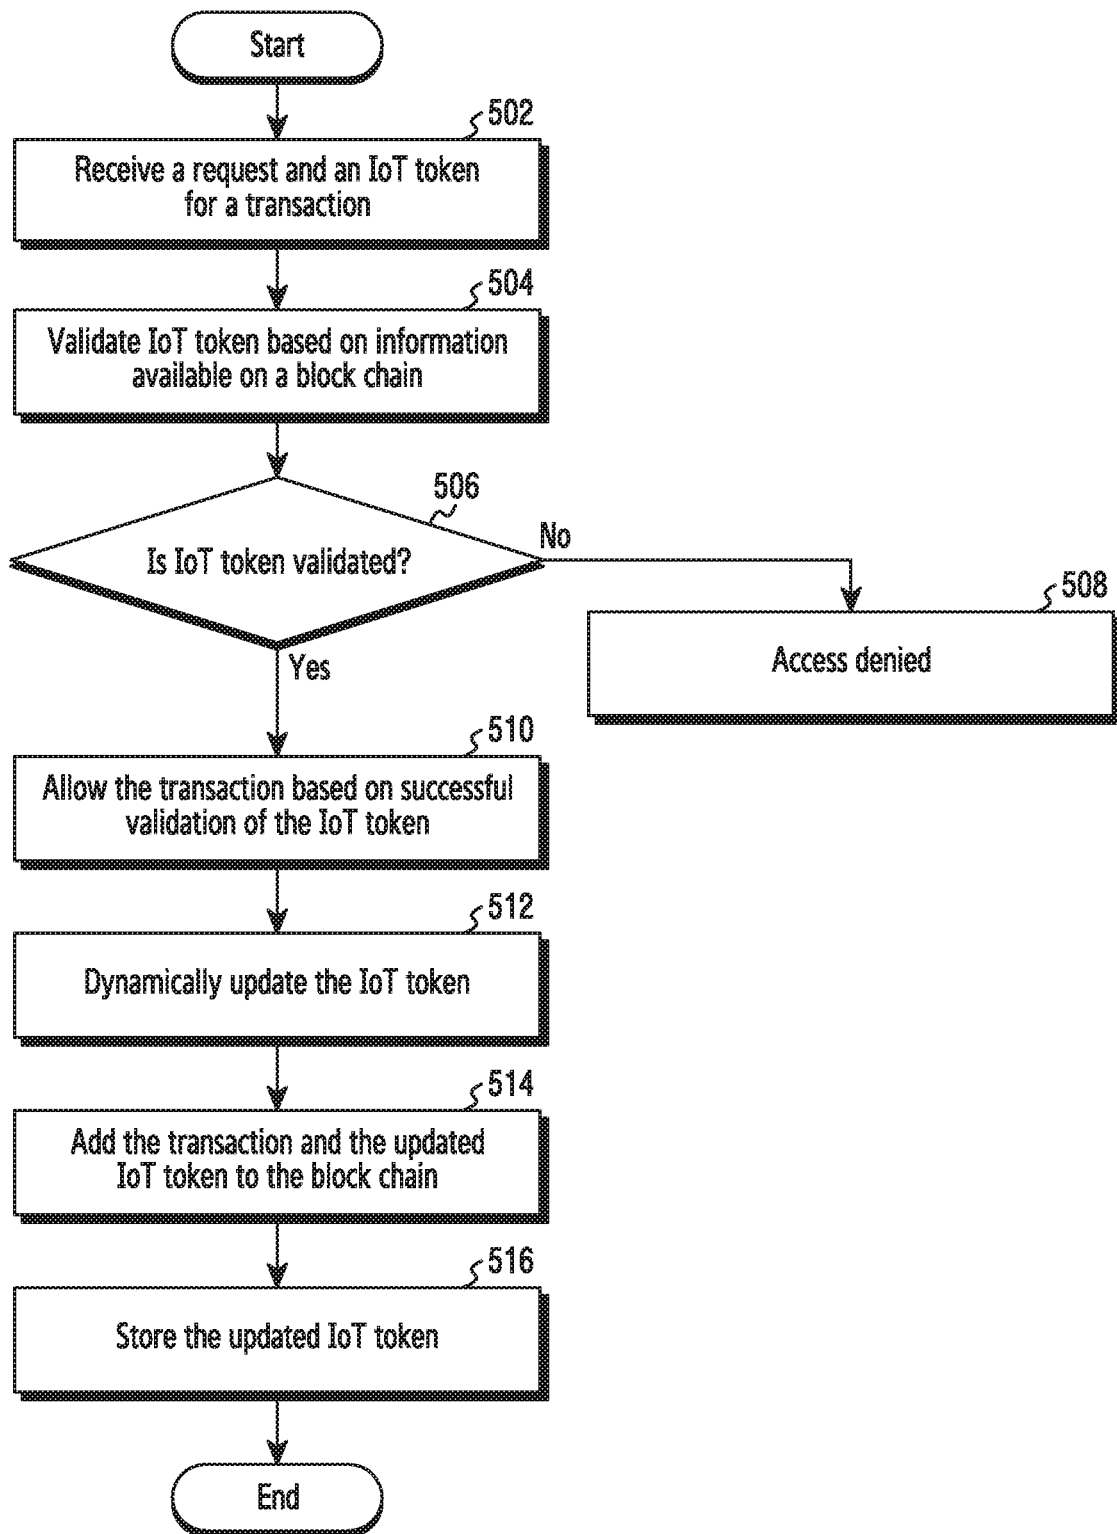 Start
502
Receive a request and an IoT token
for a transaction
504
Validate IoT token based on information
available on a block chain
506
Is IoT token validated?
No
508
Access denied
Yes
510
Allow the transaction based on successful
validation of the IoT token
512
Dynamically update the IoT token
514
Add the transaction and the updated
IoT token to the block chain
516
Store the updated IoT token
End